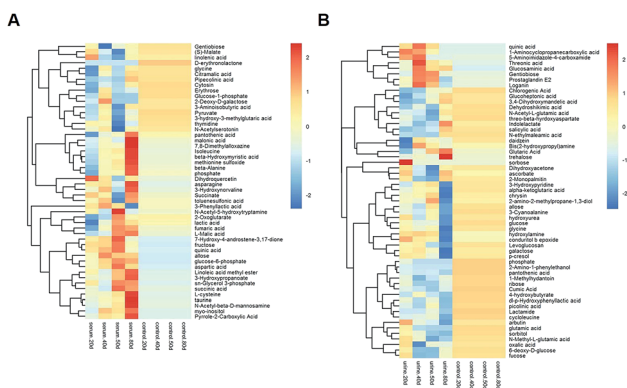 A
Gentiobiose
(S)-Malate
linolenic acid
D-erythronolactone
glycine
Citramalic acid
Pipecolinic acid
Cytosin
Erythrose
Glucose-1-phosphate
2-Deoxy-D-galactose
3-Aminoisobutyric acid
Pyruvate
3-hydroxy-3-methylglutaric acid
thymidine
N-Acetylserotonin
pantothenic acid
malonic acid
7,8-Dimethylalloxazine
Isoleucine
beta-Hydroxymyristic acid
methionine sulfoxide
beta-Alanine
phosphate
Dihydroquercetin
asparagine
3-Hydroxynorvaline
Succinate
toluenesulfonic acid
3-Phenyllactic acid
N-Acetyl-5-hydroxytryptamine
2-Oxoglutarate
lactic acid
fumaric acid
L-Malic acid
7-Hydroxy-4-androstene-3,17-dione
fructose
quinic acid
allose
glucose-6-phosphate
aspartic acid
Linoleic acid methyl ester
3-Hydroxypropanoate
sn-Glycerol 3-phosphate
succinic acid
L-cysteine
taurine
N-Acetyl-beta-D-mannosamine
myo-inositol
Pyrrole-2-Carboxylic Acid
serum.20d
serum.40d
serum.50d
serum.80d
control.20d
control.40d
control.50d
control.80d
2
1
0
-1
-2
B
quinic acid
1-Aminocyclopropanecarboxylic acid
5-Aminoimidazole-4-carboxamide
Threonic acid
Glucosaminic acid
Gentiobiose
Prostaglandin E2
Loganin
Chlorogenic Acid
Glucoheptonic acid
3,4-Dihydroxymandelic acid
Dehydroshikimic acid
N-Acetyl-L-glutamic acid
threo-beta-hydroxyaspartate
Indolelactate
salicylic acid
N-ethylmaleamic acid
daidzein
Bis(2-hydroxypropyl)amine
Glutaric Acid
trehalose
sorbose
Dihydroxyacetone
ascorbate
2-Monopalmitin
3-Hydroxypyridine
alpha-ketoglutaric acid
chrysin
2-amino-2-methylpropane-1,3-diol
allose
3-Cyanoalanine
hydroxyurea
glucose
glycine
hydroxylamine
conduritol b epoxide
Levoglucosan
galactose
p-cresol
phosphate
2-Amino-1-phenylethanol
pantothenic acid
1-Methylhydantoin
ribose
Cumic Acid
4-hydroxybutyrate
dl-p-Hydroxyphenyllactic acid
picolinic acid
Lactamide
cycloleucine
arbutin
glutamic acid
sorbitol
N-Methyl-L-glutamic acid
oxalic acid
6-deoxy-D-glucose
fucose
urine.20d
urine.40d
urine.50d
urine.80d
control.20d
control.40d
control.50d
control.80d
2
1
0
-1
-2